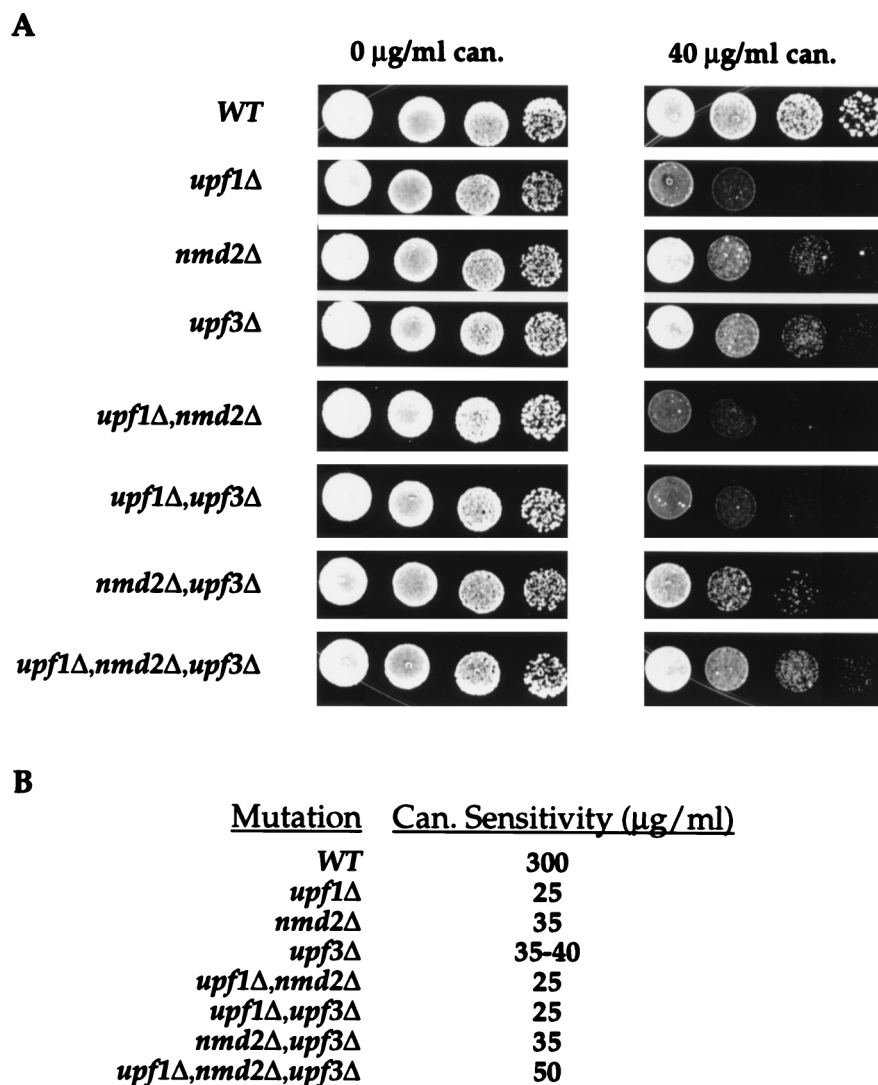 A
0 µg/ml can. 40 µg/ml can.
WT
upf1Δ
nmd2Δ
upf3Δ
upf1Δ,nmd2Δ
upf1Δ,upf3Δ
nmd2Δ,upf3Δ
upf1Δ,nmd2Δ,upf3Δ
B
Mutation Can. Sensitivity (µg/ml)
WT 300
upf1Δ 25
nmd2Δ 35
upf3Δ 35-40
upf1Δ,nmd2Δ 25
upf1Δ,upf3Δ 25
nmd2Δ,upf3Δ 35
upf1Δ,nmd2Δ,upf3Δ 50